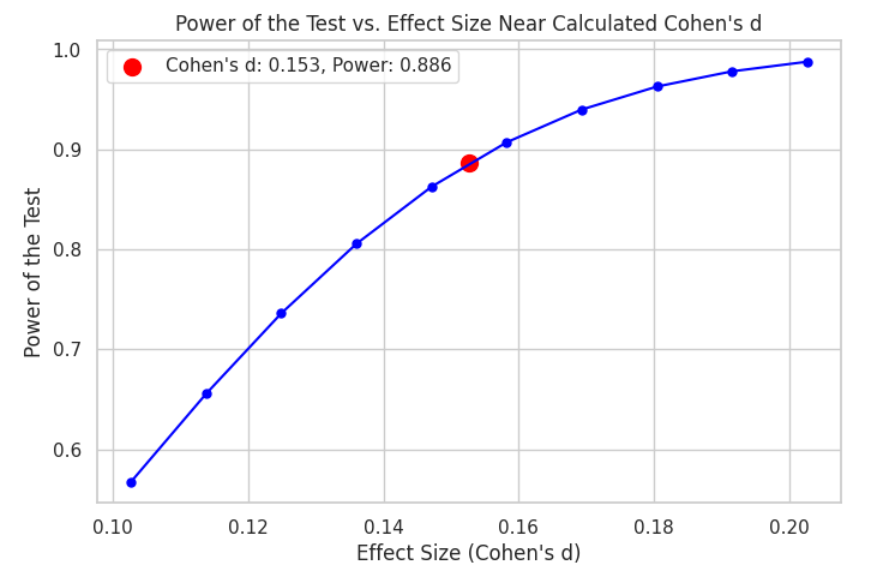 Power of the Test vs. Effect Size Near Calculated Cohen's d
Cohen's d: 0.153, Power: 0.886
Power of the Test
1.0
0.9
0.8
0.7
0.6
0.10 0.12 0.14 0.16 0.18 0.20
Effect Size (Cohen's d)